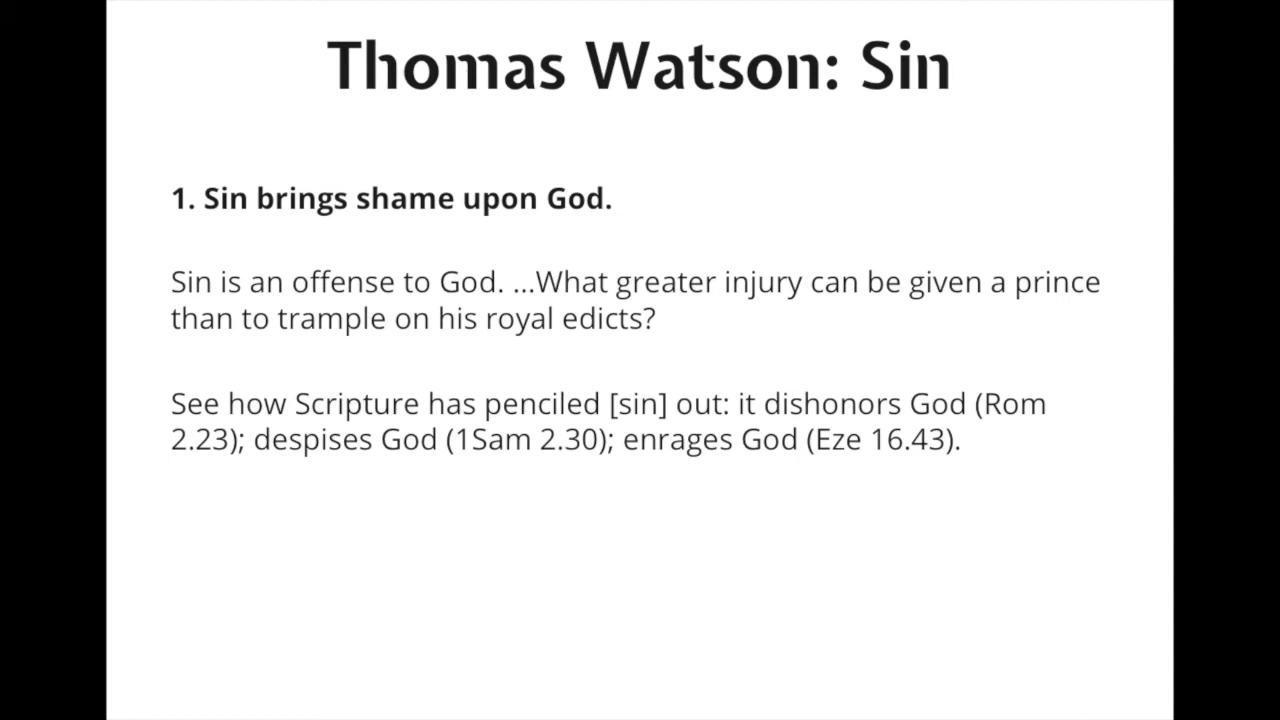 Thomas Watson: Sin
1. Sin brings shame upon God.
Sin is an offense to God. ...What greater injury can be given a prince
than to trample on his royal edicts?
See how Scripture has penciled [sin] out: it dishonors God (Rom
2.23); despises God (1Sam 2.30); enrages God (Eze 16.43).